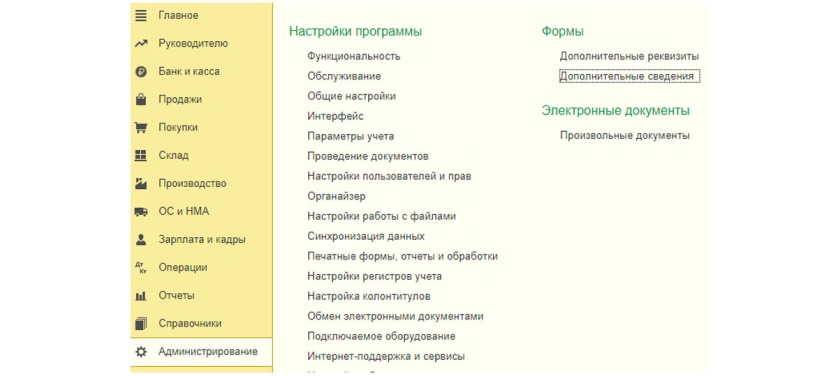 Главное
Руководителю
Банк и касса
Продажи
Покупки
Склад
Производство
ОС и НМА
Зарплата и кадры
Дт
Кт
Операции
Отчеты
Справочники
Администрирование
Настройки программы
Функциональность
Обслуживание
Общие настройки
Интерфейс
Параметры учета
Проведение документов
Настройки пользователей и прав
Органайзер
Настройки работы с файлами
Синхронизация данных
Печатные формы, отчеты и обработки
Настройки регистров учета
Настройка колонтитулов
Обмен электронными документами
Подключаемое оборудование
Интернет-поддержка и сервисы
Формы
Дополнительные реквизиты
Дополнительные сведения
Электронные документы
Произвольные документы